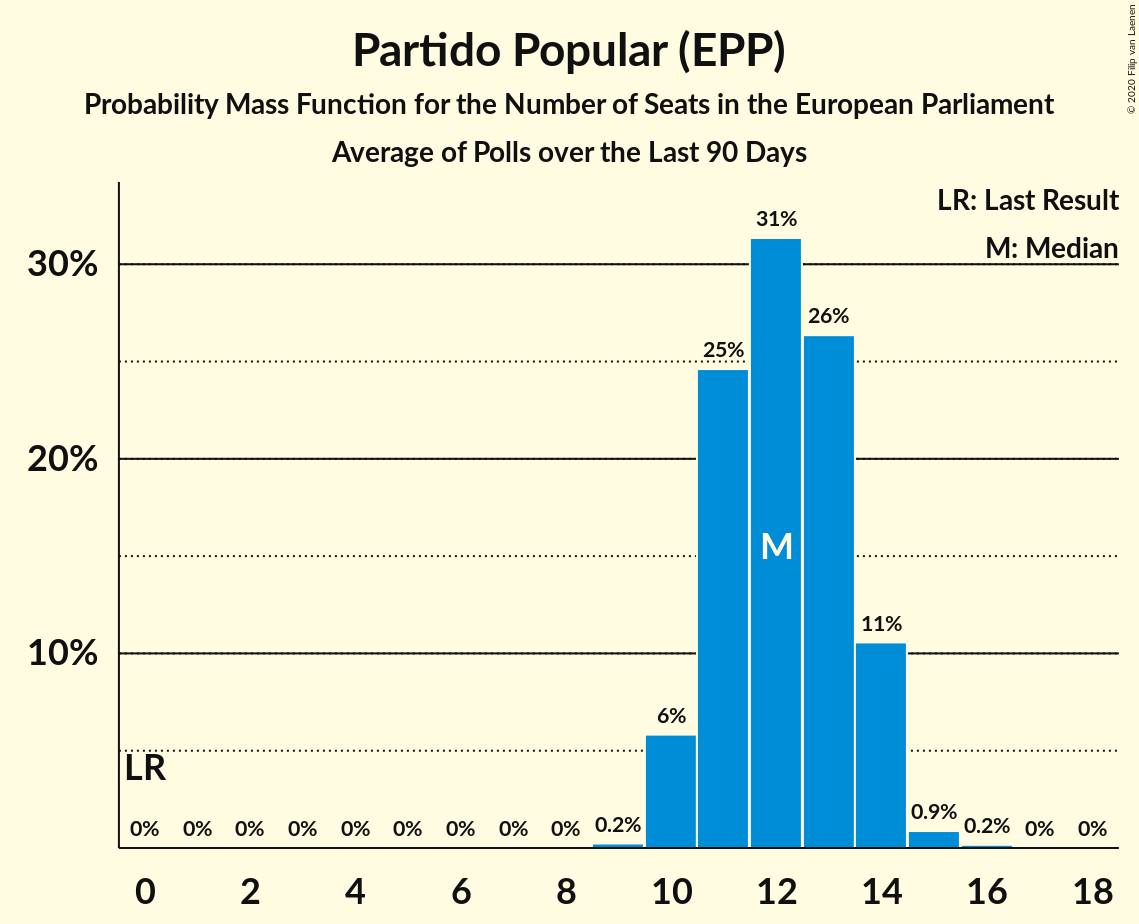 Partido Popular (EPP)
Probability Mass Function for the Number of Seats in the European Parliament
Average of Polls over the Last 90 Days
© 2020 Filip van Laenen
LR: Last Result
M: Median
30%
20%
10%
31%
26%
25%
11%
6%
M
LR
0% 0% 0% 0% 0% 0% 0% 0% 0% 0.2% 0.9% 0.2% 0% 0%
0 2 4 6 8 10 12 14 16 18